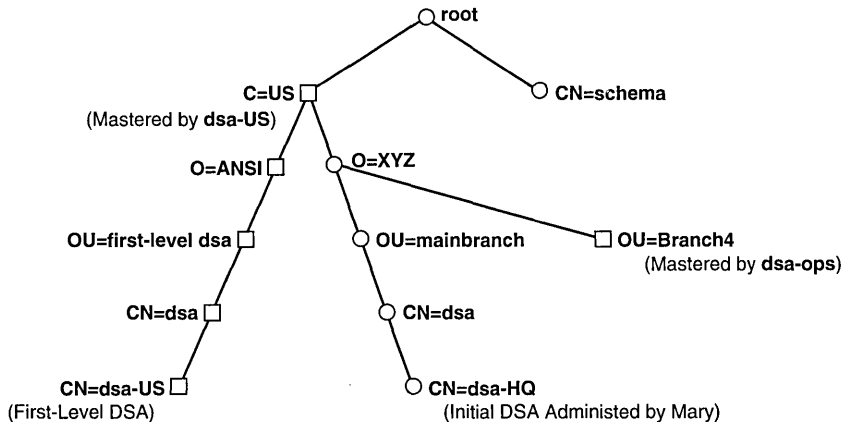 root
C=US
CN=schema
(Mastered by dsa-US)
O=ANSI
O=XYZ
OU=first-level dsa
OU=mainbranch
OU=Branch4
(Mastered by dsa-ops)
CN=dsa
CN=dsa
CN=dsa-US
CN=dsa-HQ
(First-Level DSA)
(Initial DSA Administed by Mary)